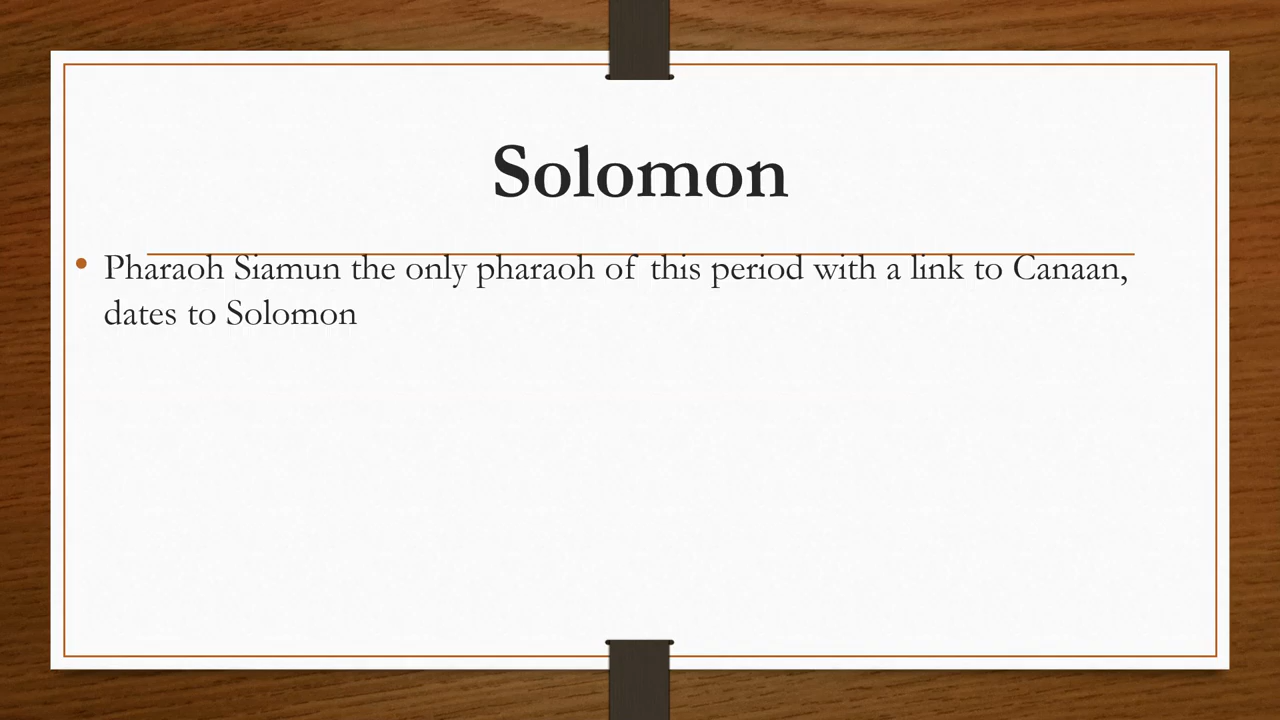 Solomon
• Pharaoh Siamun the only pharaoh of this period with a link to Canaan,
dates to Solomon